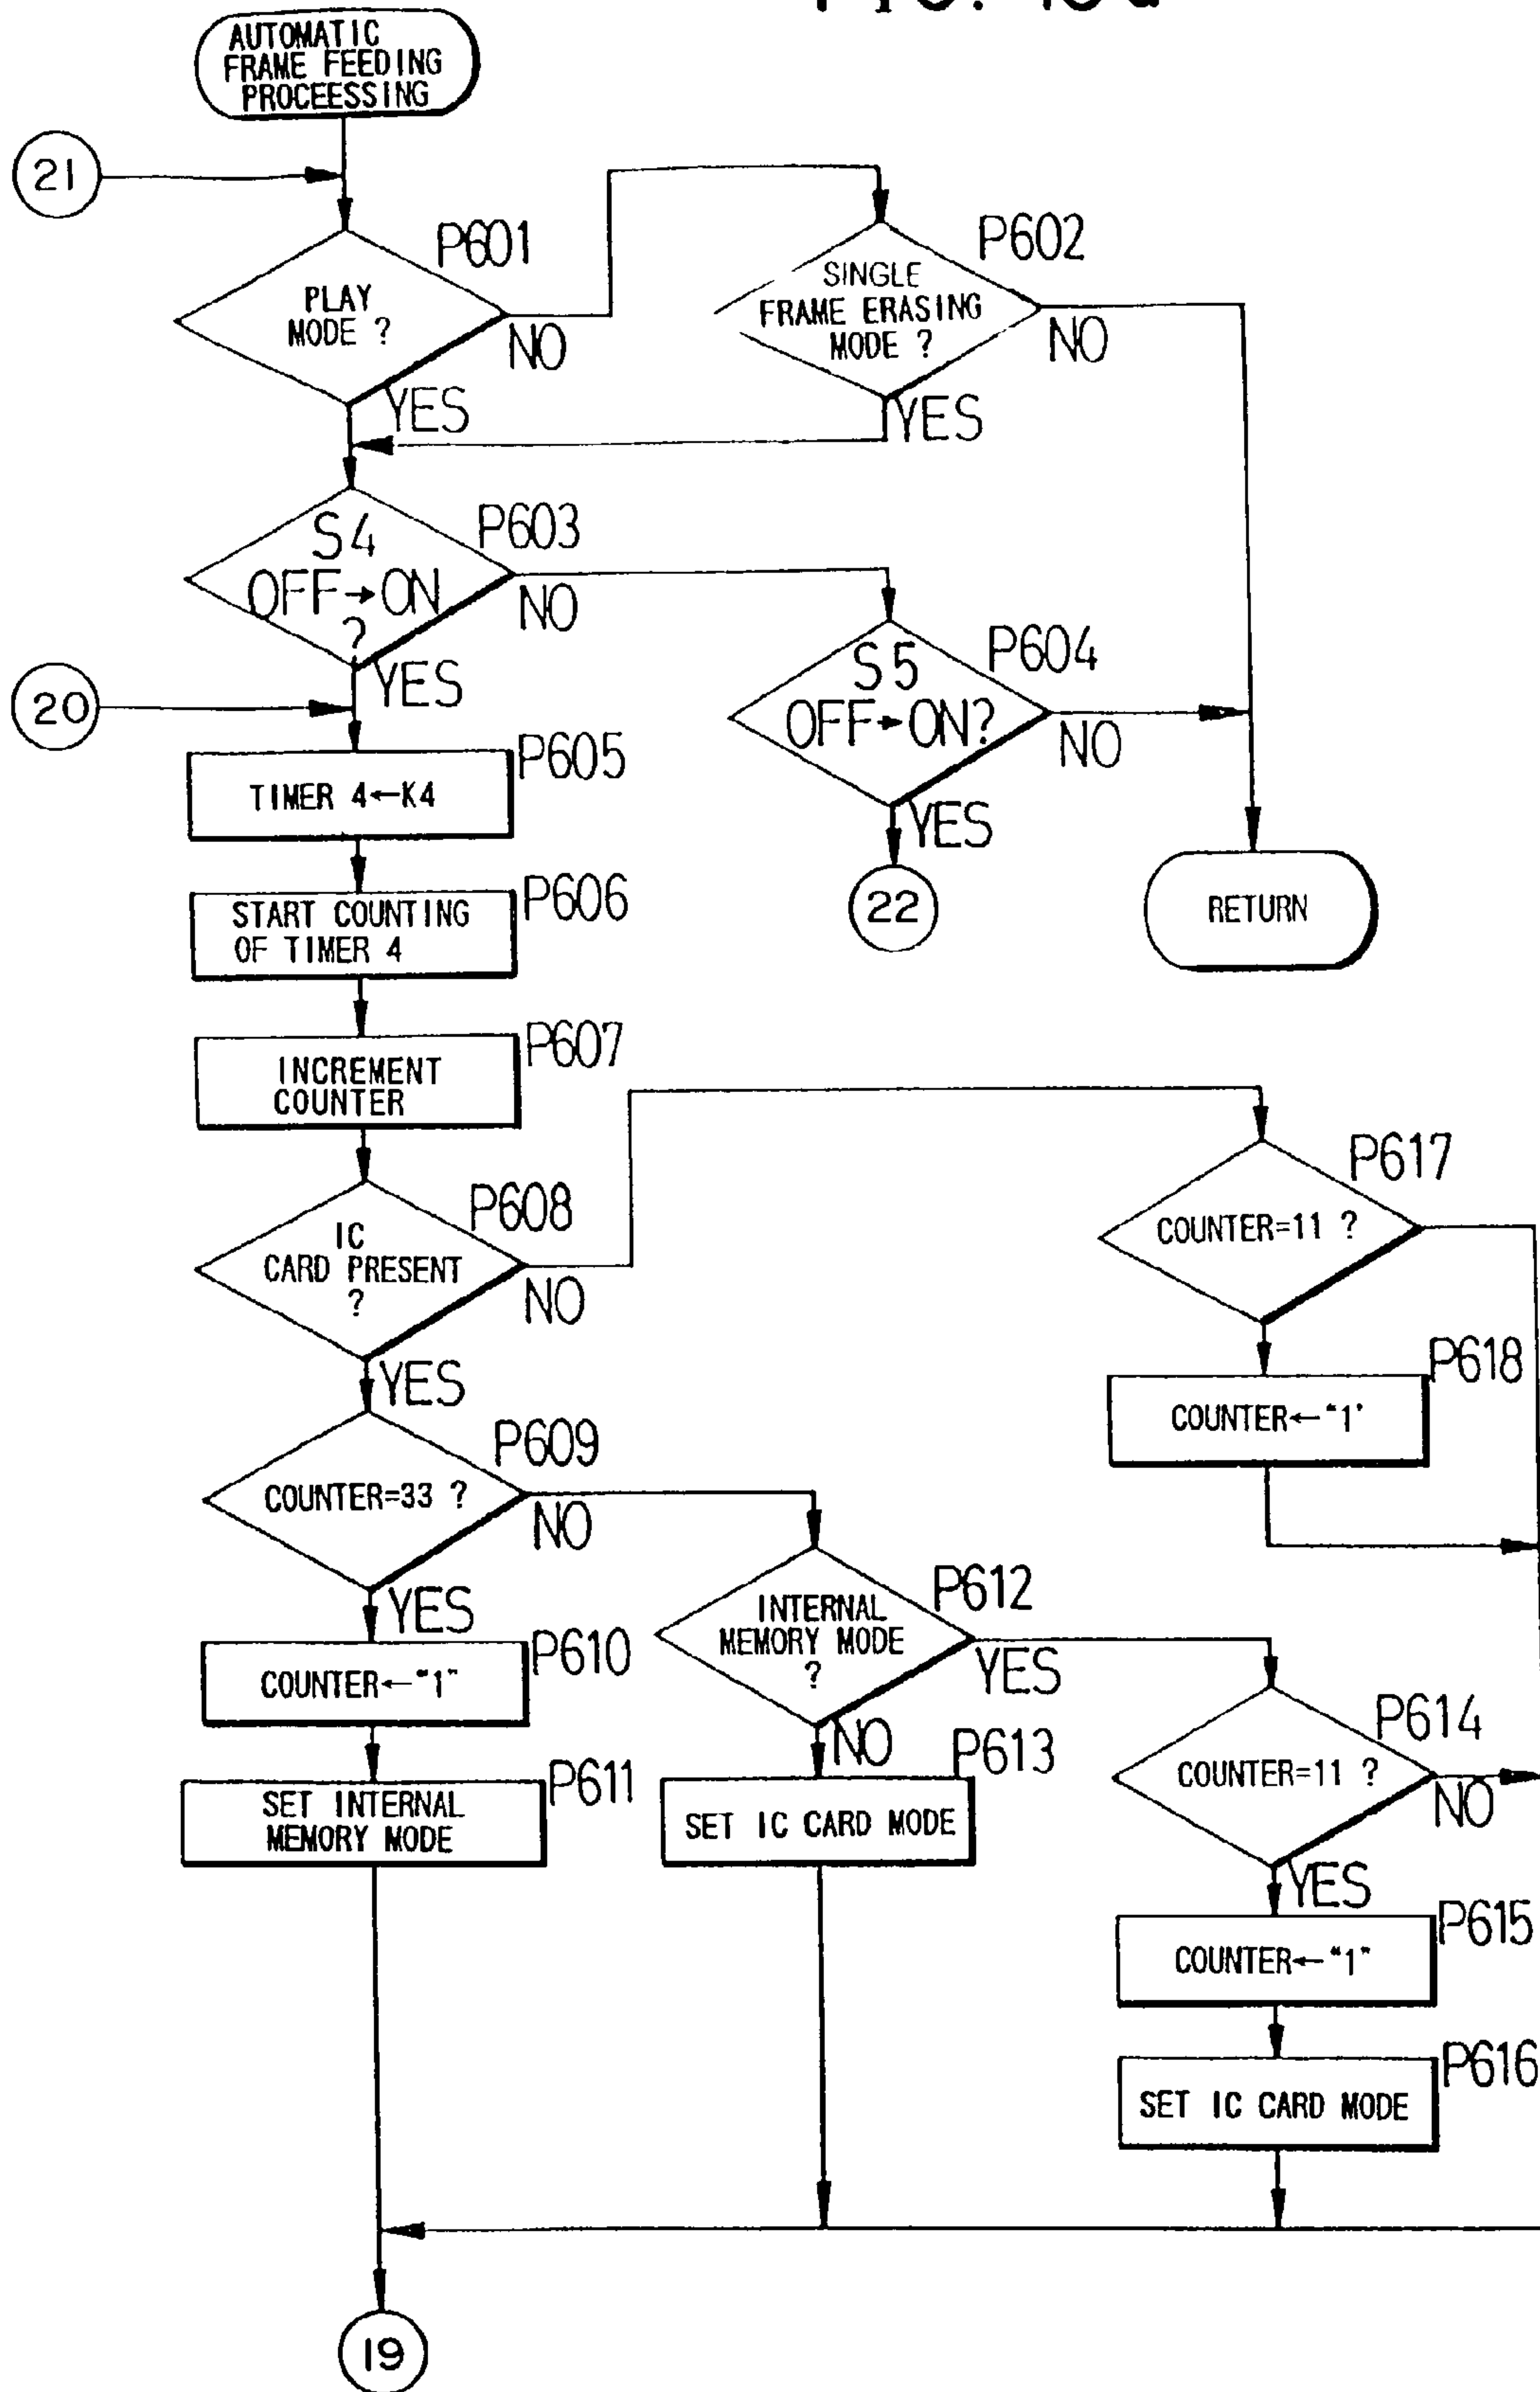 AUTOMATIC
FRAME FEEDING
PROCEESSING
21
P601
PLAY
MODE ?
NO
YES
P602
SINGLE
FRAME ERASING
MODE ?
NO
YES
P603
S4
OFF→ON
?
NO
YES
P604
S5
OFF→ON?
NO
YES
20
P605
TIMER 4←K4
22
RETURN
P606
START COUNTING
OF TIMER 4
P607
INCREMENT
COUNTER
P608
IC
CARD PRESENT
?
NO
YES
P617
COUNTER=11 ?
P618
COUNTER←"1'
P609
COUNTER=33 ?
NO
YES
P610
COUNTER←"1"
P611
SET INTERNAL
MEMORY MODE
P612
INTERNAL
MEMORY MODE
?
YES
NO
P613
SET IC CARD MODE
P614
COUNTER=11 ?
NO
YES
P615
COUNTER←"1"
P616
SET IC CARD MODE
19